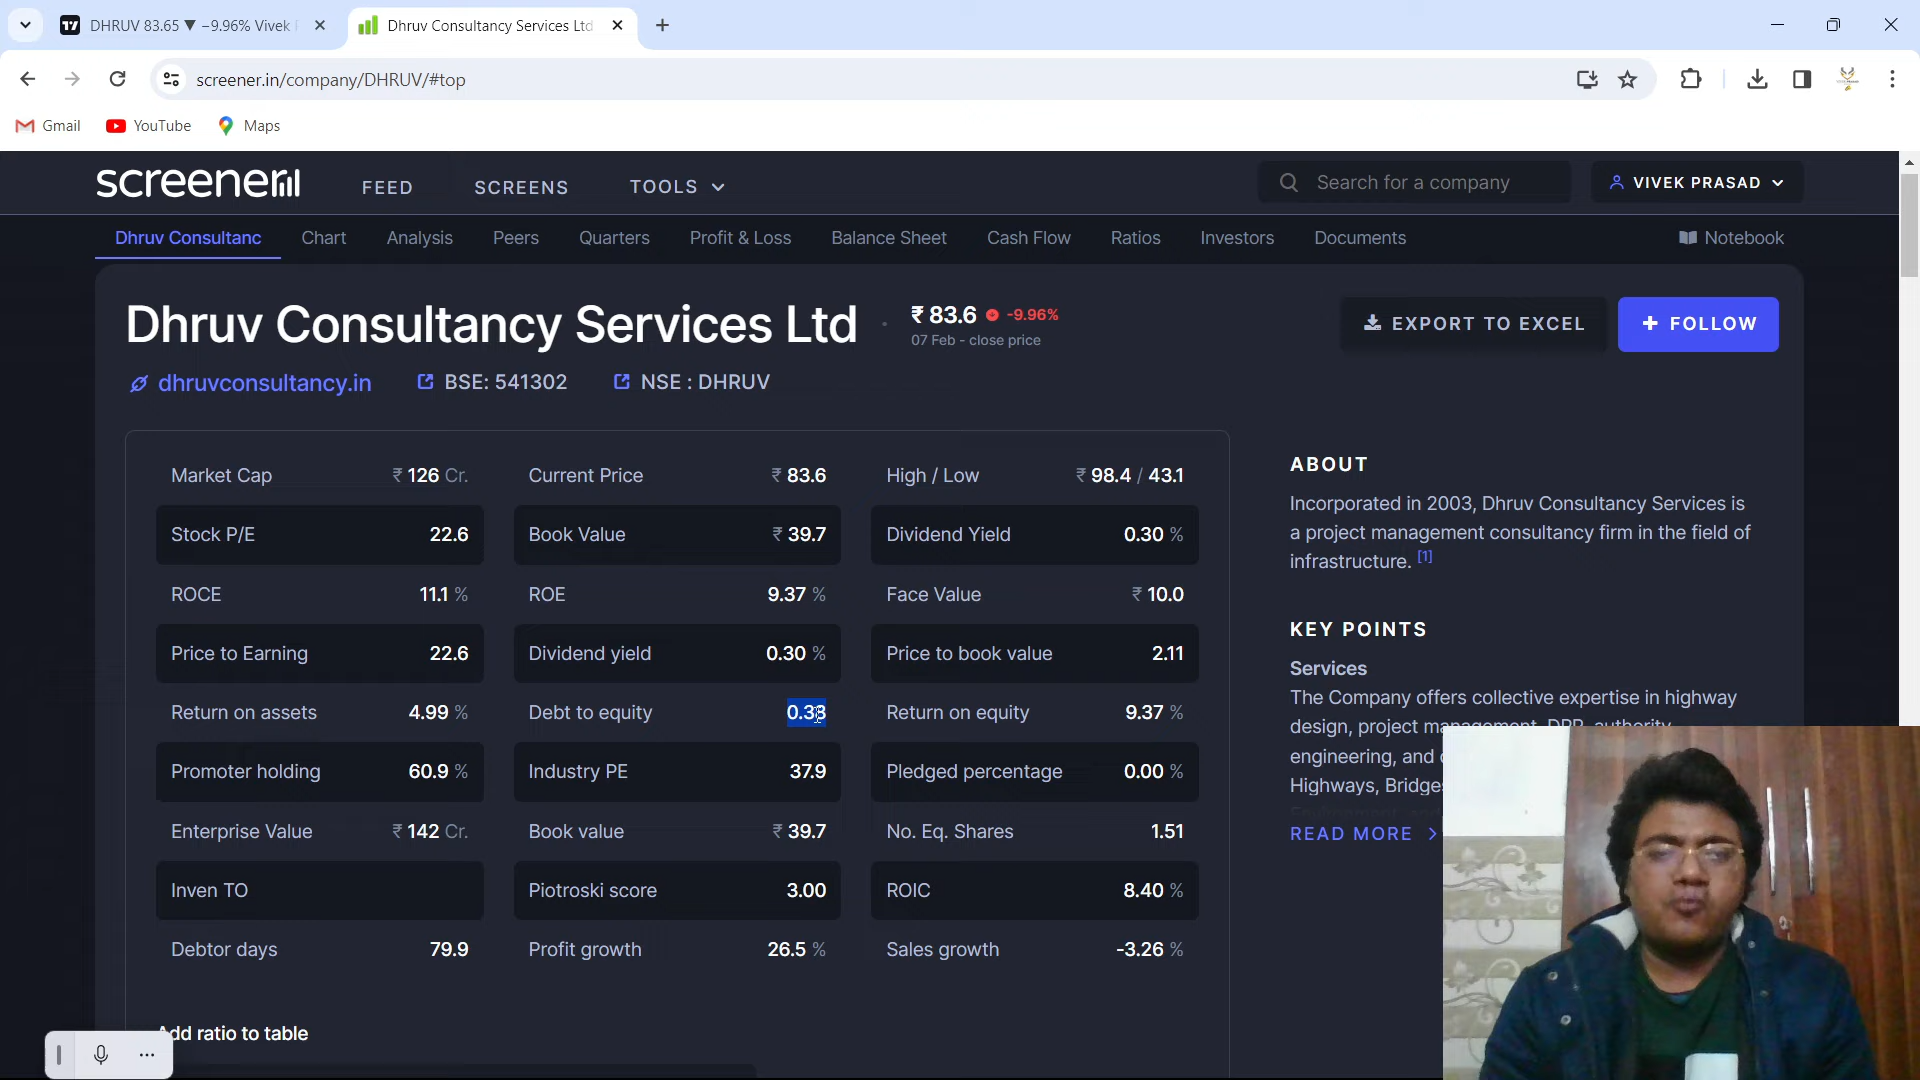 DHRUV 83.65 ▼ −9.96% Vivek
Dhruv Consultancy Services Ltd
screener.in/company/DHRUV/#top
Gmail
YouTube
Maps
screener
FEED
SCREENS
TOOLS
Search for a company
VIVEK PRASAD
Dhruv Consultanc
Chart
Analysis
Peers
Quarters
Profit & Loss
Balance Sheet
Cash Flow
Ratios
Investors
Documents
Notebook
Dhruv Consultancy Services Ltd
₹ 83.6 -9.96%
07 Feb - close price
EXPORT TO EXCEL
+ FOLLOW
dhruvconsultancy.in
BSE: 541302
NSE : DHRUV
Market Cap ₹ 126 Cr.
Current Price ₹ 83.6
High / Low ₹ 98.4 / 43.1
Stock P/E 22.6
Book Value ₹ 39.7
Dividend Yield 0.30 %
ROCE 11.1 %
ROE 9.37 %
Face Value ₹ 10.0
Price to Earning 22.6
Dividend yield 0.30 %
Price to book value 2.11
Return on assets 4.99 %
Debt to equity 0.33
Return on equity 9.37 %
Promoter holding 60.9 %
Industry PE 37.9
Pledged percentage 0.00 %
Enterprise Value ₹ 142 Cr.
Book value ₹ 39.7
No. Eq. Shares 1.51
Inven TO
Piotroski score 3.00
ROIC 8.40 %
Debtor days 79.9
Profit growth 26.5 %
Sales growth -3.26 %
Add ratio to table
ABOUT
Incorporated in 2003, Dhruv Consultancy Services is
a project management consultancy firm in the field of
infrastructure. [1]
KEY POINTS
Services
The Company offers collective expertise in highway
design, project management, DPR, authority
engineering, and
Highways, Bridges
READ MORE